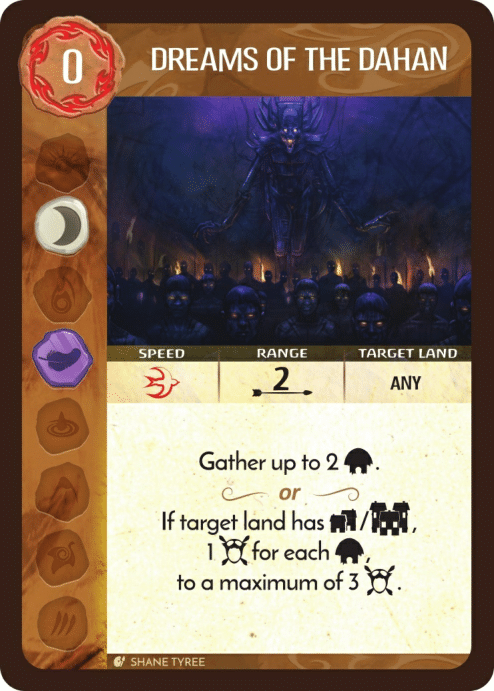 0
DREAMS OF THE DAHAN
SPEED RANGE TARGET LAND
2 ANY
Gather up to 2 .
or
If target land has / ,
1 for each ,
to a maximum of 3 .
SHANE TYREE